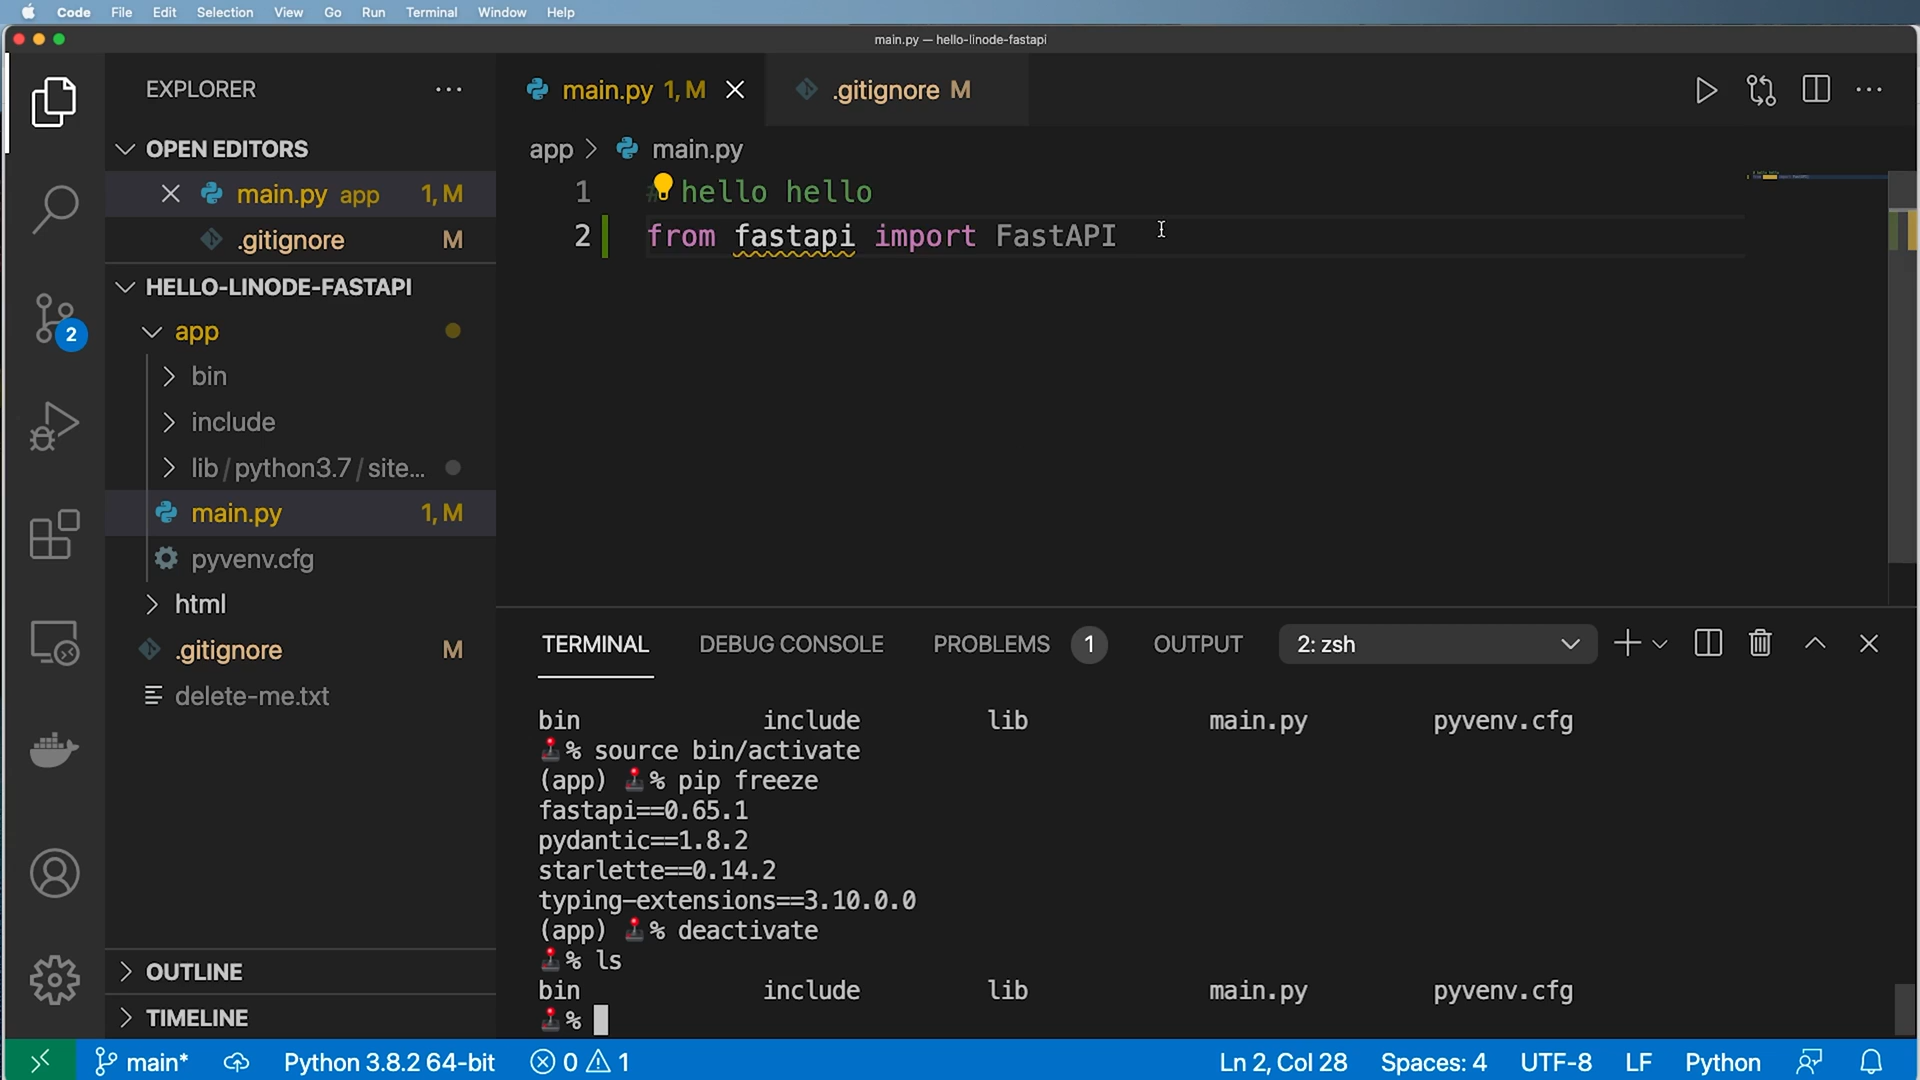 Code File Edit Selection View Go Run Terminal Window Help
main.py — hello-linode-fastapi
EXPLORER
main.py 1, M
.gitignore M
OPEN EDITORS
main.py app 1, M
.gitignore M
HELLO-LINODE-FASTAPI
app
bin
include
lib / python3.7 / site...
main.py 1, M
pyvenv.cfg
html
.gitignore M
delete-me.txt
OUTLINE
TIMELINE
2
app > main.py
1 # hello hello
2 from fastapi import FastAPI
TERMINAL DEBUG CONSOLE PROBLEMS 1 OUTPUT 2: zsh
bin include lib main.py pyvenv.cfg
% source bin/activate
(app) % pip freeze
fastapi==0.65.1
pydantic==1.8.2
starlette==0.14.2
typing-extensions==3.10.0.0
(app) % deactivate
% ls
bin include lib main.py pyvenv.cfg
%
main* Python 3.8.2 64-bit 0 1 Ln 2, Col 28 Spaces: 4 UTF-8 LF Python